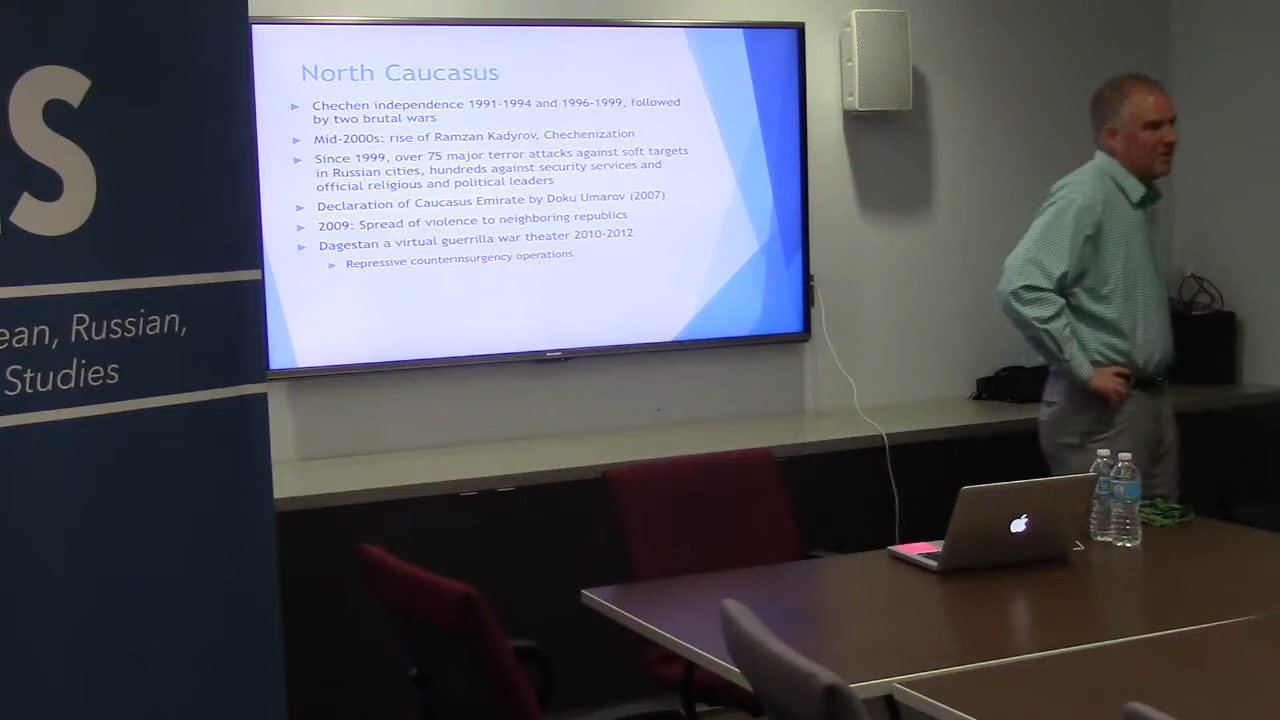 S
ean, Russian,
Studies
North Caucasus
Chechen independence 1991-1994 and 1996-1999, followed
by two brutal wars
Mid-2000s: rise of Ramzan Kadyrov, Chechenization
Since 1999, over 75 major terror attacks against soft targets
in Russian cities, hundreds against security services and
official religious and political leaders
Declaration of Caucasus Emirate by Doku Umarov (2007)
2009: Spread of violence to neighboring republics
Dagestan a virtual guerrilla war theater 2010-2012
Repressive counterinsurgency operations